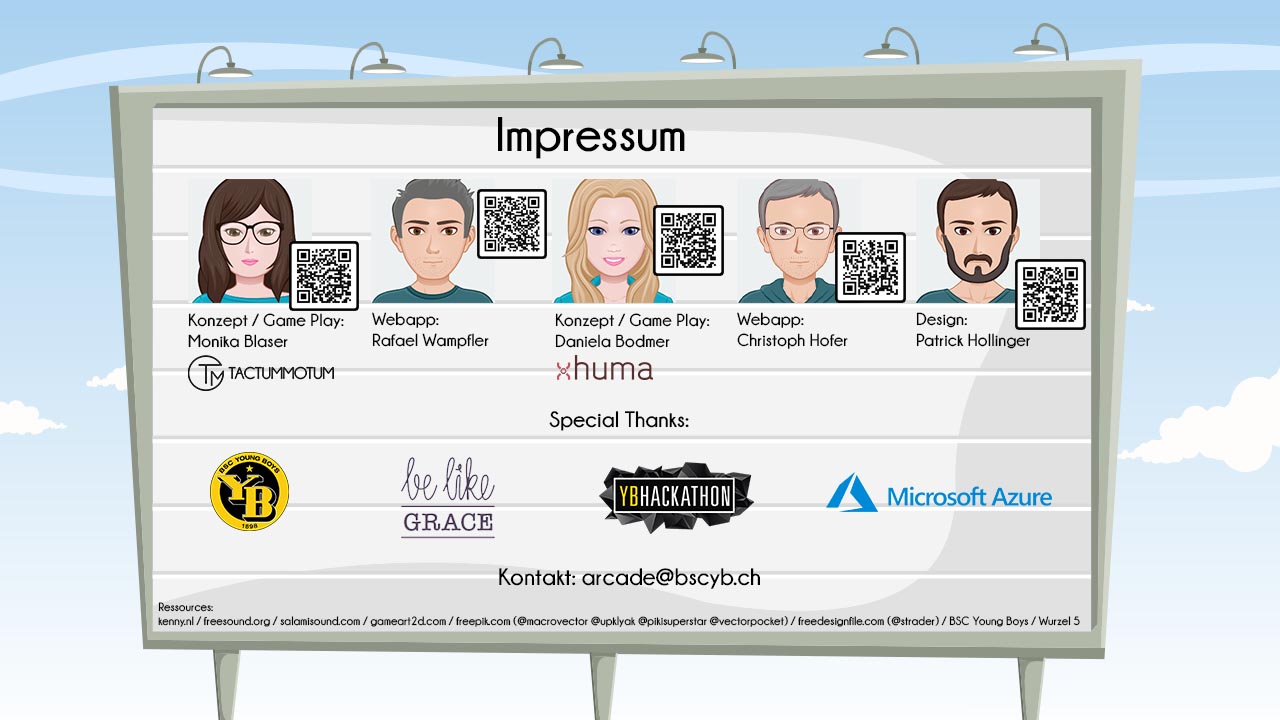 Impressum
Konzept / Game Play:
Monika Blaser
TM TACTUMMOTUM
Webapp:
Rafael Wampfler
Konzept / Game Play:
Daniela Bodmer
xhuma
Webapp:
Christoph Hofer
Design:
Patrick Hollinger
Special Thanks:
BSC YOUNG BOYS
YB
1898
be like
GRACE
YBHACKATHON
Microsoft Azure
Kontakt: arcade@bscyb.ch
Ressources:
kenny.nl / freesound.org / salamisound.com / gameart2d.com / freepik.com (@macrovector @upklyak @pikisuperstar @vectorpocket) / freedesignfile.com (@strader) / BSC Young Boys / Wurzel 5